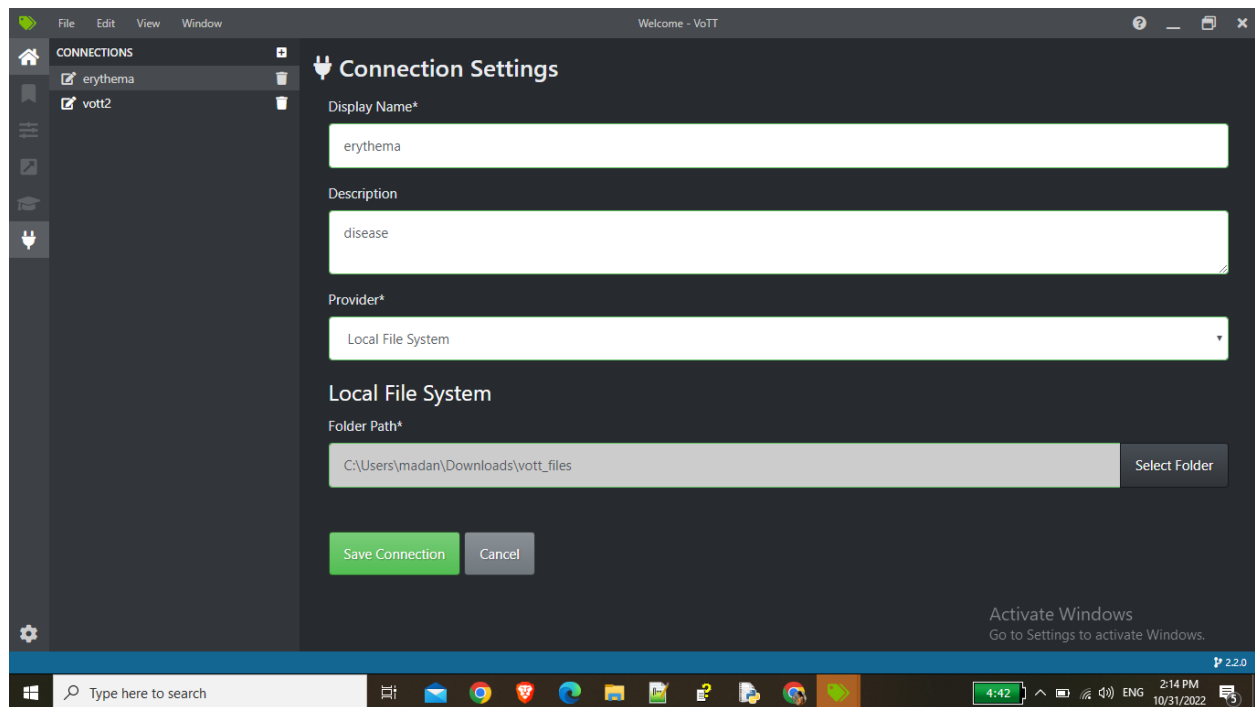 File Edit View Window Welcome - VoTT
CONNECTIONS
erythema
vott2
Connection Settings
Display Name*
erythema
Description
disease
Provider*
Local File System
Local File System
Folder Path*
C:\Users\madan\Downloads\vott_files Select Folder
Save Connection Cancel
Activate Windows
Go to Settings to activate Windows.
2.2.0
Type here to search 4:42 ENG 2:14 PM
10/31/2022 5